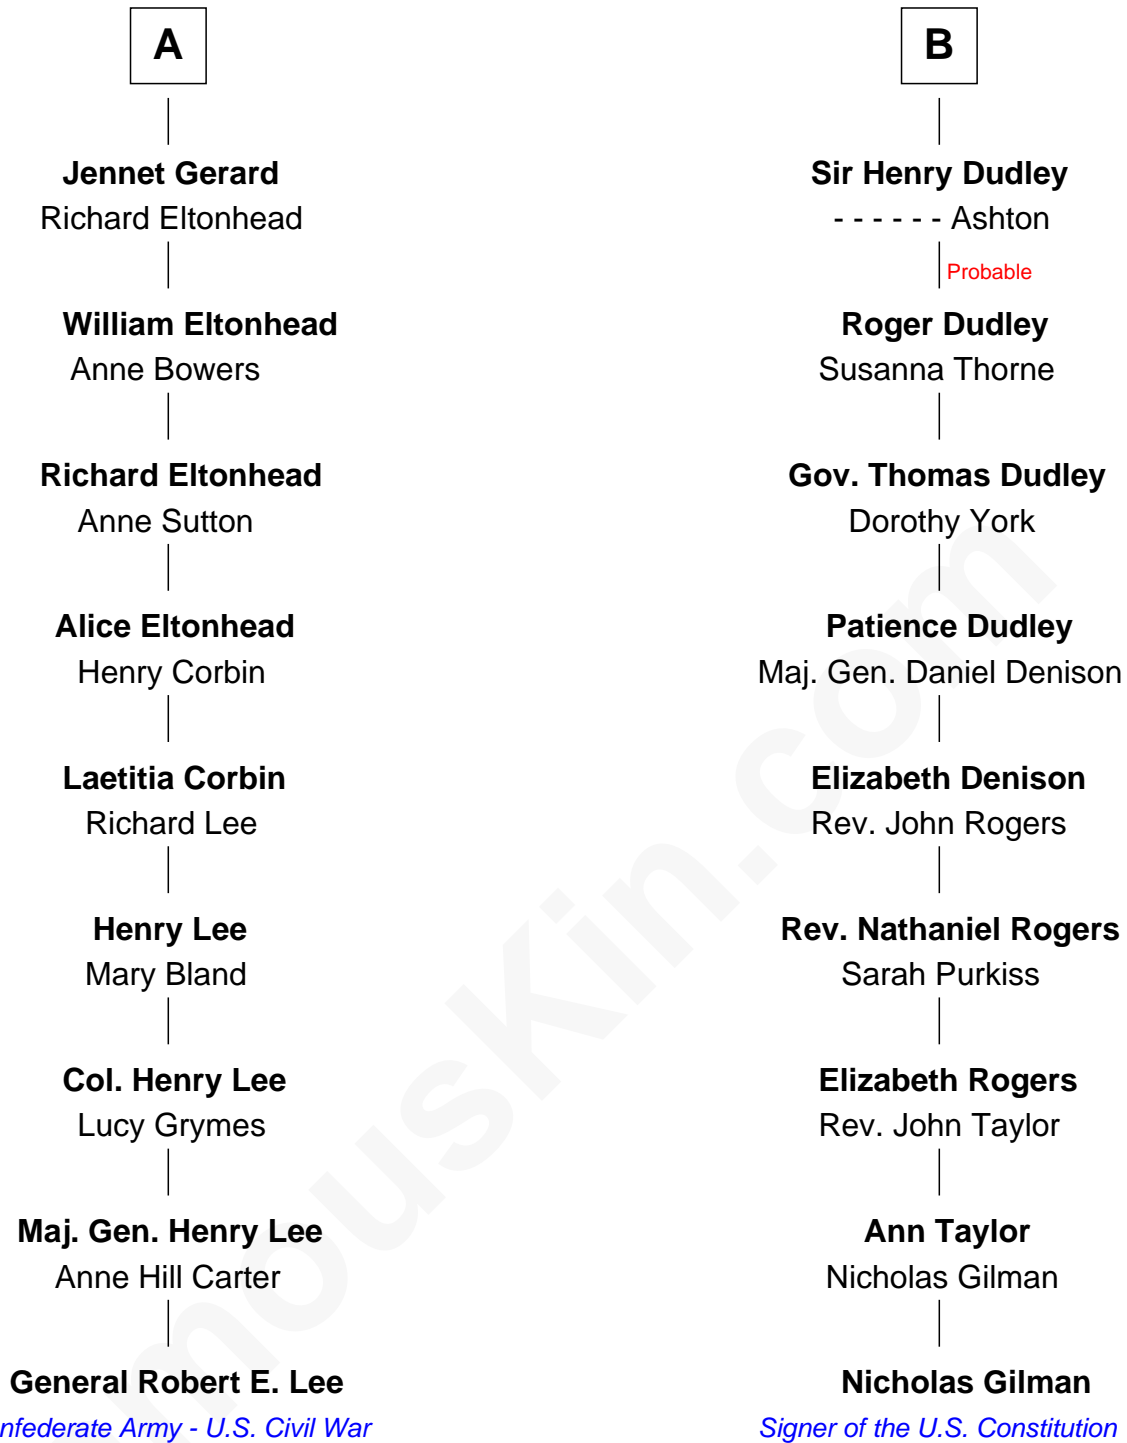 A
Jennet Gerard
Richard Eltonhead
William Eltonhead
Anne Bowers
Richard Eltonhead
Anne Sutton
Alice Eltonhead
Henry Corbin
Laetitia Corbin
Richard Lee
Henry Lee
Mary Bland
Col. Henry Lee
Lucy Grymes
Maj. Gen. Henry Lee
Anne Hill Carter
General Robert E. Lee
nfederate Army - U.S. Civil War
B
Sir Henry Dudley
- - - - - - Ashton
Probable
Roger Dudley
Susanna Thorne
Gov. Thomas Dudley
Dorothy York
Patience Dudley
Maj. Gen. Daniel Denison
Elizabeth Denison
Rev. John Rogers
Rev. Nathaniel Rogers
Sarah Purkiss
Elizabeth Rogers
Rev. John Taylor
Ann Taylor
Nicholas Gilman
Nicholas Gilman
Signer of the U.S. Constitution
mousKin.com